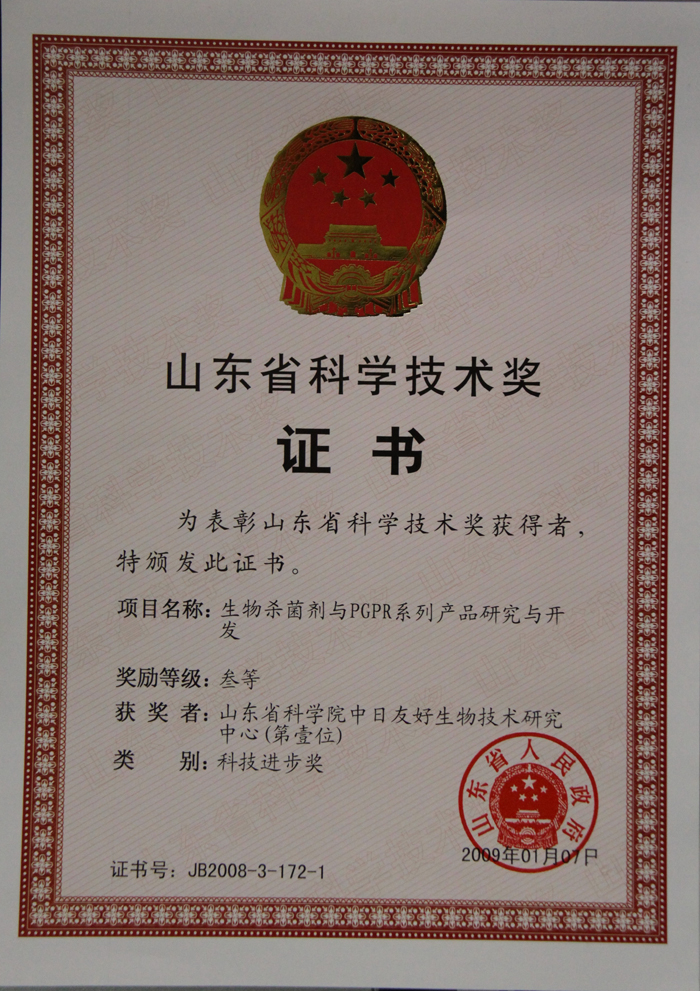 山东省科学技术奖
证书
为表彰山东省科学技术奖获得者,
特颁发此证书。
项目名称: 生物杀菌剂与PGPR系列产品研究与开
发
奖励等级: 叁等
获奖者: 山东省科学院中日友好生物技术研究
中心(第壹位)
类别: 科技进步奖
山东省人民政府
2009年01月07日
证书号: JB2008-3-172-1